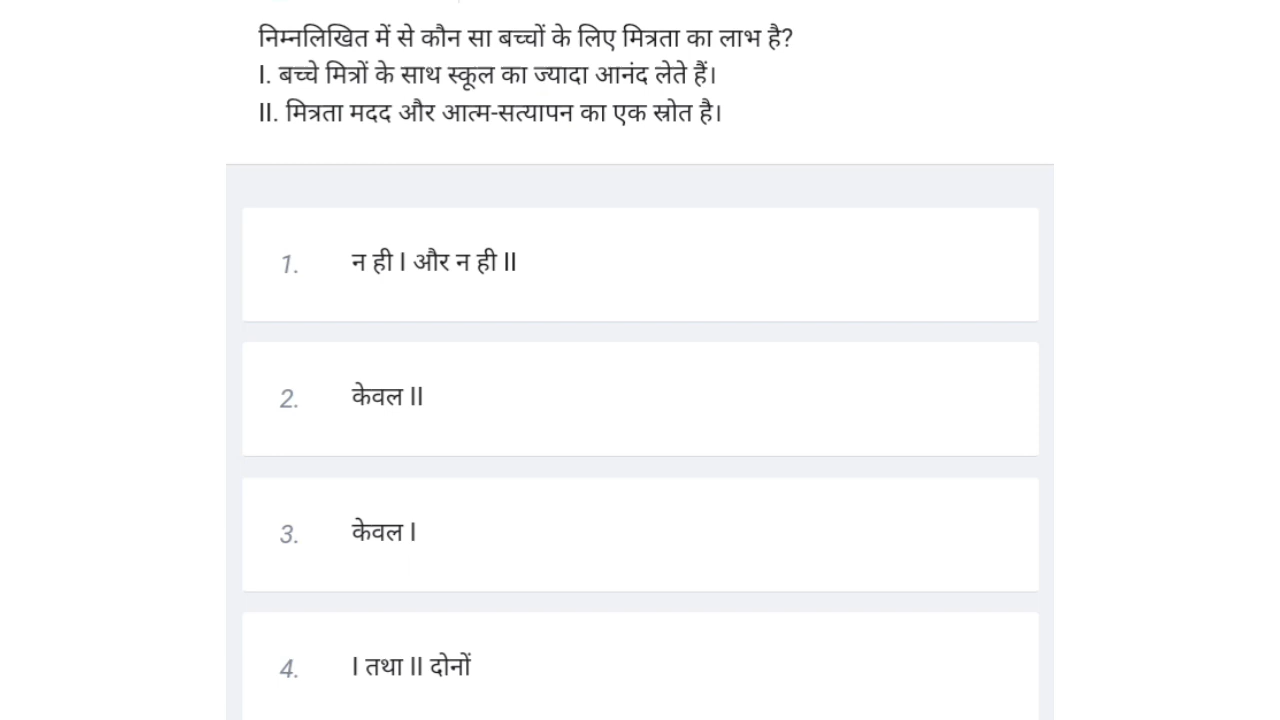 निम्नलिखित में से कौन सा बच्चों के लिए मित्रता का लाभ है?
I. बच्चे मित्रों के साथ स्कूल का ज्यादा आनंद लेते हैं।
II. मित्रता मदद और आत्म-सत्यापन का एक स्रोत है।
1. न ही I और न ही II
2. केवल II
3. केवल I
4. I तथा II दोनों